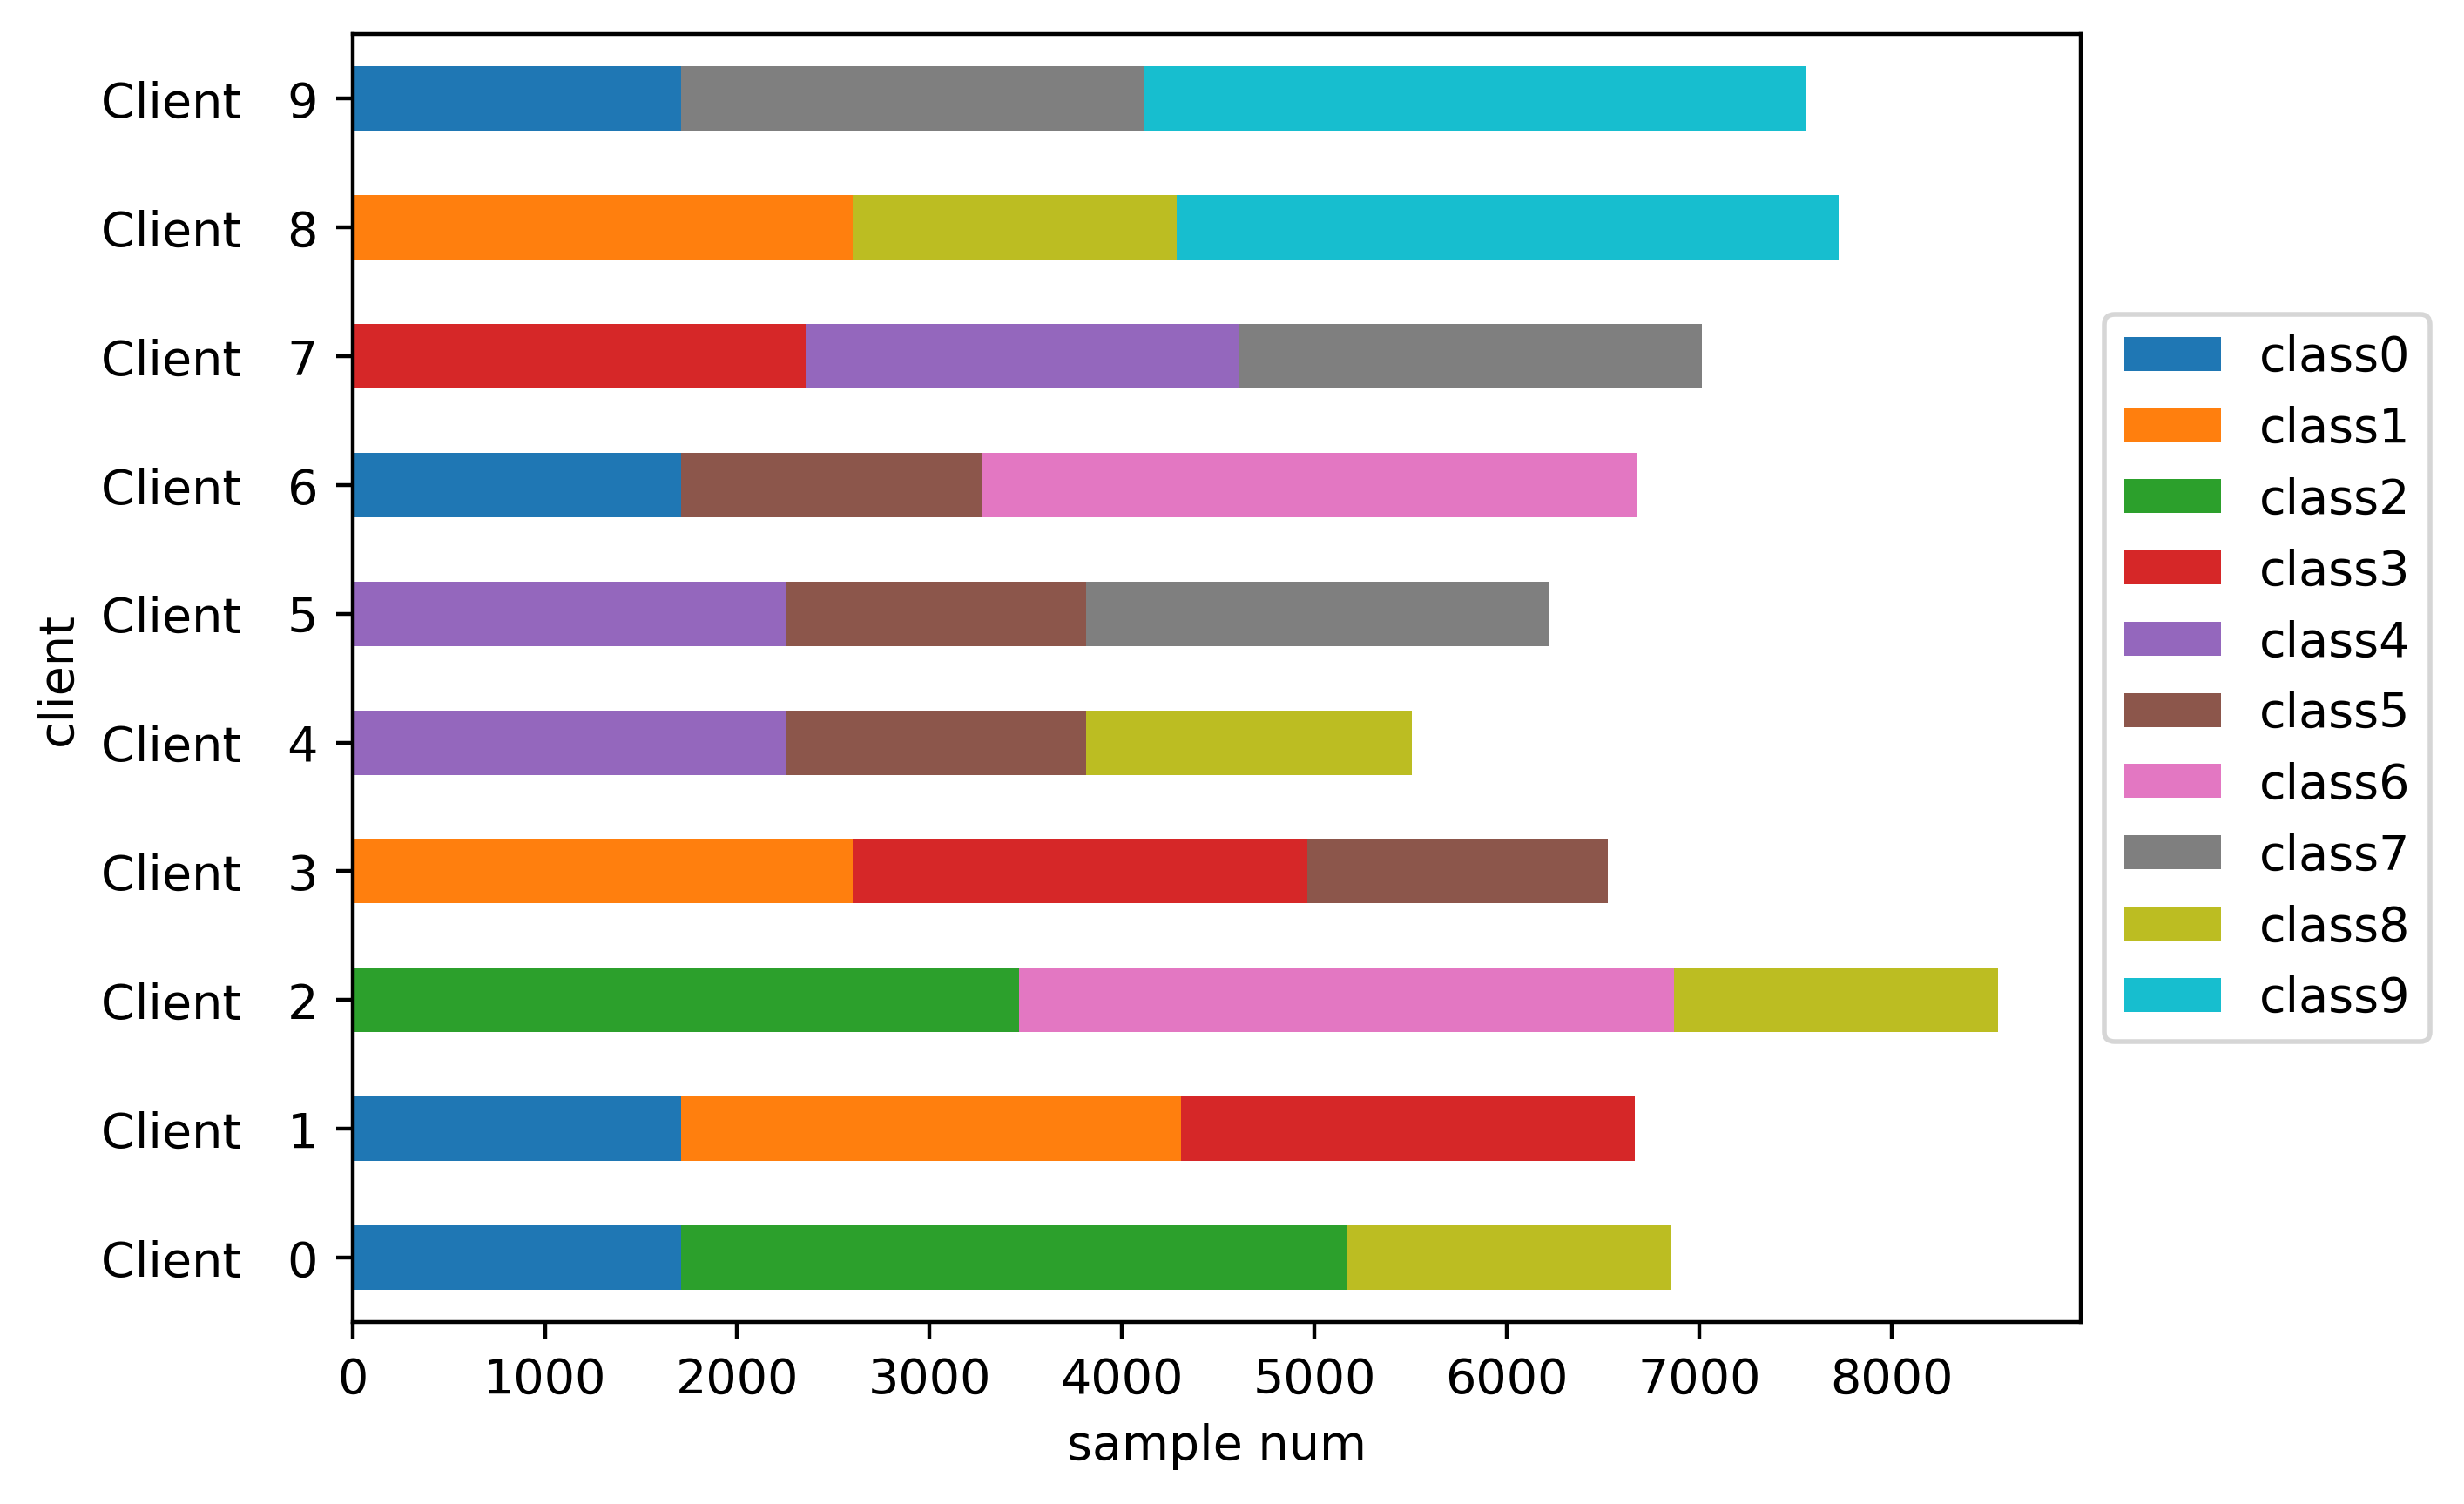 Client 9
Client 8
Client 7
Client 6
Client 5
Client 4
Client 3
Client 2
Client 1
Client 0
client
0 1000 2000 3000 4000 5000 6000 7000 8000
sample num
class0
class1
class2
class3
class4
class5
class6
class7
class8
class9